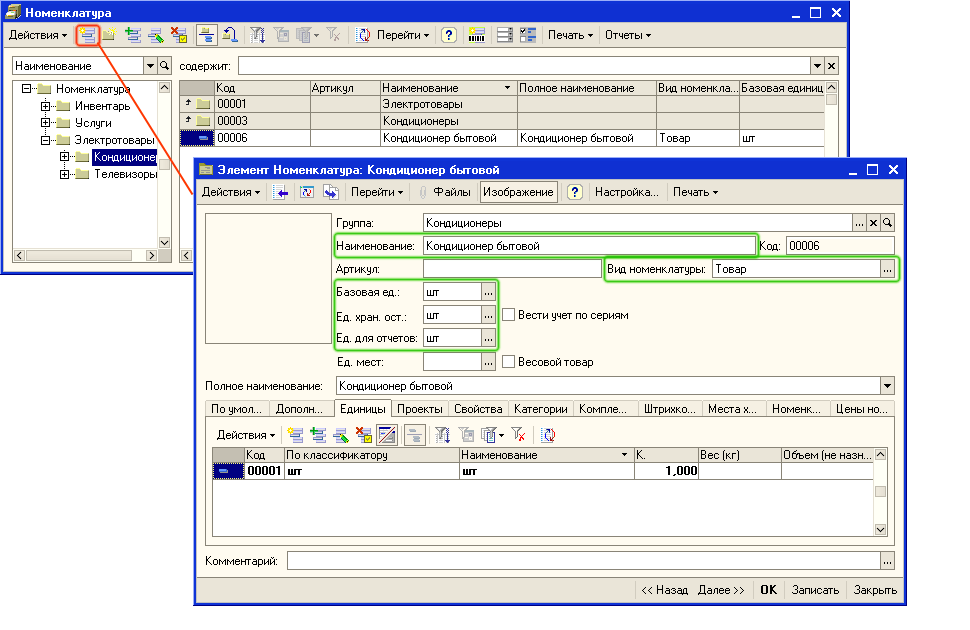 Номенклатура
Действия Перейти ? Печать Отчеты
Наименование содержит:
Код Артикул Наименование Полное наименование Вид номенкла... Базовая единиц
Номенклатура
Инвентарь
Услуги
Электротовары
Кондиционер
Телевизоры
00001 Электротовары
00003 Кондиционеры
00006 Кондиционер бытовой Кондиционер бытовой Товар шт
Элемент Номенклатура: Кондиционер бытовой
Действия Перейти Файлы Изображение ? Настройка... Печать
Группа: Кондиционеры ...
Наименование: Кондиционер бытовой Код: 00006
Артикул: Вид номенклатуры: Товар ...
Базовая ед.: шт ...
Ед. хран. ост.: шт ... Вести учет по сериям
Ед. для отчетов: шт ...
Ед. мест: ... Весовой товар
Полное наименование: Кондиционер бытовой
По умол... Дополн... Единицы Проекты Свойства Категории Компле... Штрихко... Места х... Номенк... Цены но...
Действия
Код По классификатору Наименование К. Вес (кг) Объем (не назн...
00001 шт шт 1,000
Комментарий: ...
<< Назад Далее >> OK Записать Закрыть